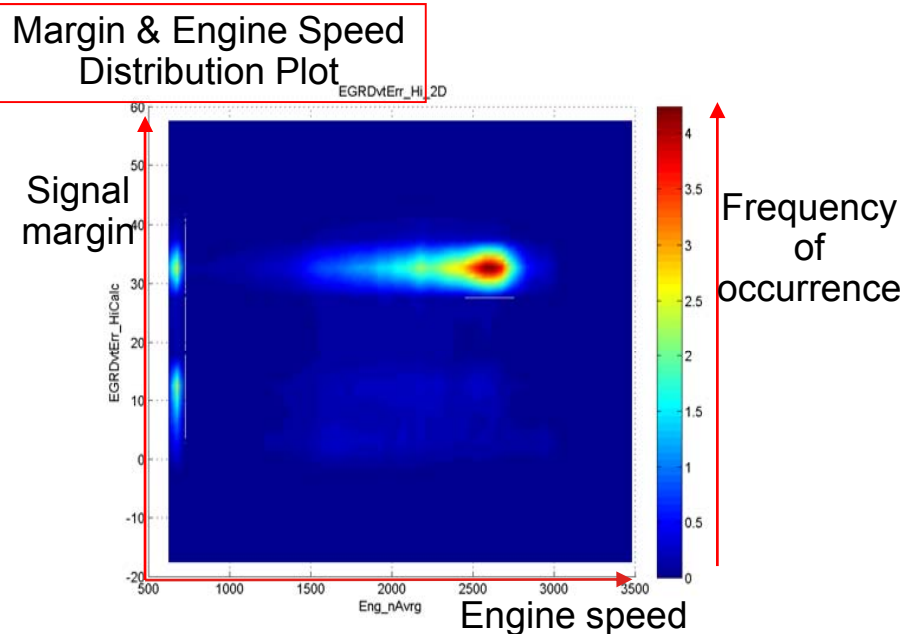 Margin & Engine Speed
Distribution Plot
EGRDvtErr_Hi_2D
Signal
margin
EGRDvtErr_HiCalc
60
50
40
30
20
10
0
-10
-20
500
1000
1500
2000
2500
3000
3500
Eng_nAvrg
Engine speed
4
3.5
3
2.5
2
1.5
1
0.5
0
Frequency
of
occurrence